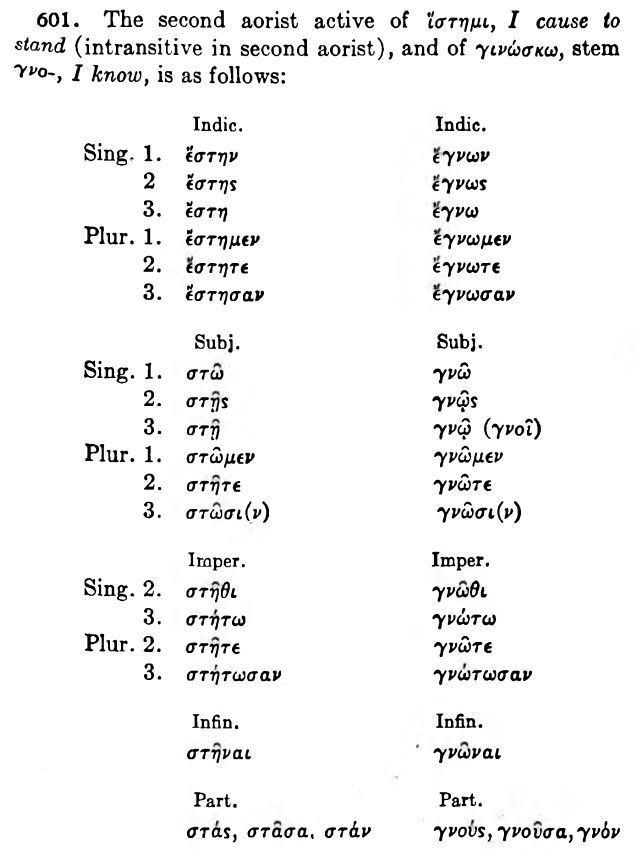 601. The second aorist active of ἵστημι, I cause to
stand (intransitive in second aorist), and of γινώσκω, stem
γνο-, I know, is as follows:
Indic. Indic.
Sing. 1. ἔστην ἔγνων
2 ἔστης ἔγνως
3. ἔστη ἔγνω
Plur. 1. ἔστημεν ἔγνωμεν
2. ἔστητε ἔγνωτε
3. ἔστησαν ἔγνωσαν
Subj. Subj.
Sing. 1. στῶ γνῶ
2. στῇς γνῷς
3. στῇ γνῷ (γνοῖ)
Plur. 1. στῶμεν γνῶμεν
2. στῆτε γνῶτε
3. στῶσι(ν) γνῶσι(ν)
Imper. Imper.
Sing. 2. στῆθι γνῶθι
3. στήτω γνώτω
Plur. 2. στῆτε γνῶτε
3. στήτωσαν γνώτωσαν
Infin. Infin.
στῆναι γνῶναι
Part. Part.
στάς, στᾶσα, στάν γνούς, γνοῦσα, γνόν